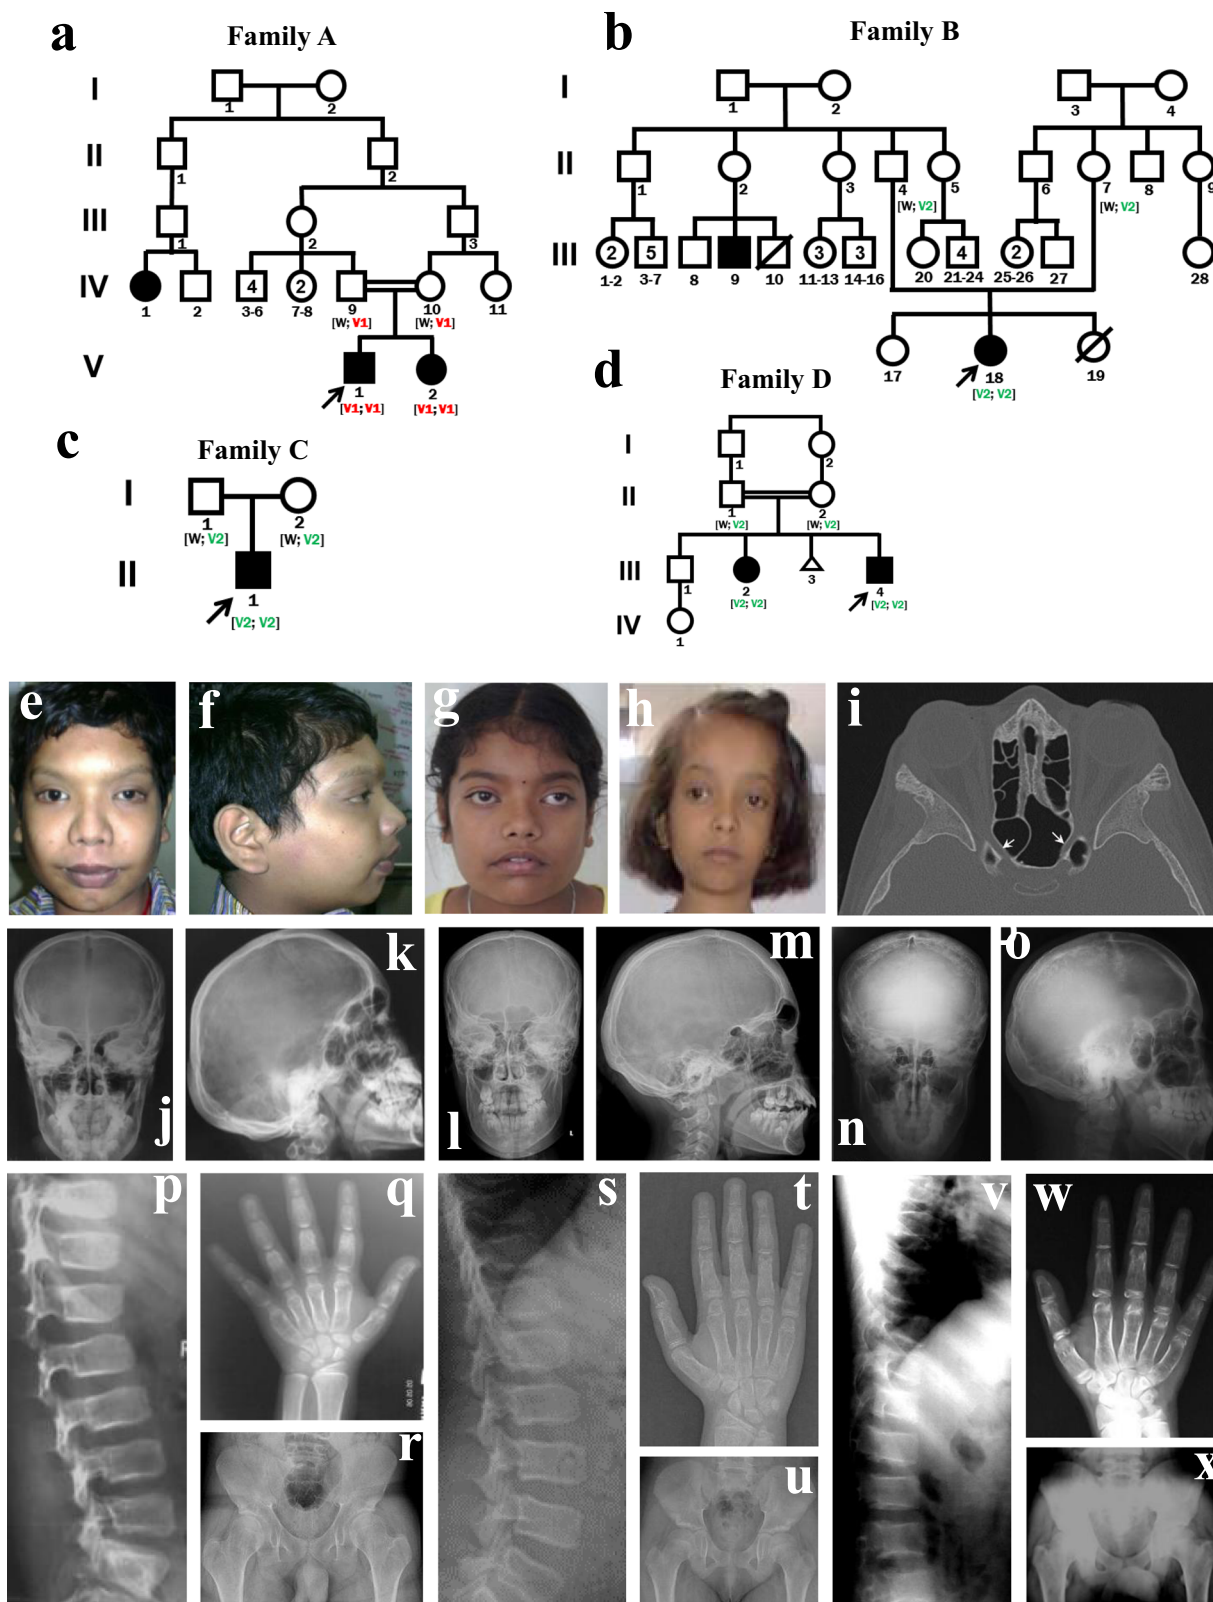 a
Family A
I
1
2
II
1
2
III
1
2
3
IV
4
2
1
2
3-6
7-8
9
10
11
[W; V1]
[W; V1]
V
1
2
[V1; V1]
[V1; V1]
b
Family B
I
1
2
3
4
II
1
2
3
4
5
6
7
8
9
[W; V2]
[W; V2]
III
2
5
3
3
4
2
1-2
3-7
8
9
10
11-13
14-16
20
21-24
25-26
27
28
17
18
19
[V2; V2]
c
Family C
I
1
2
[W; V2]
[W; V2]
II
1
[V2; V2]
d
Family D
I
1
2
II
1
2
[W; V2]
[W; V2]
III
1
2
3
4
[V2; V2]
[V2; V2]
IV
1
e
f
g
h
i
j
k
l
m
n
o
L
p
q
r
s
t
u
v
w
x
R